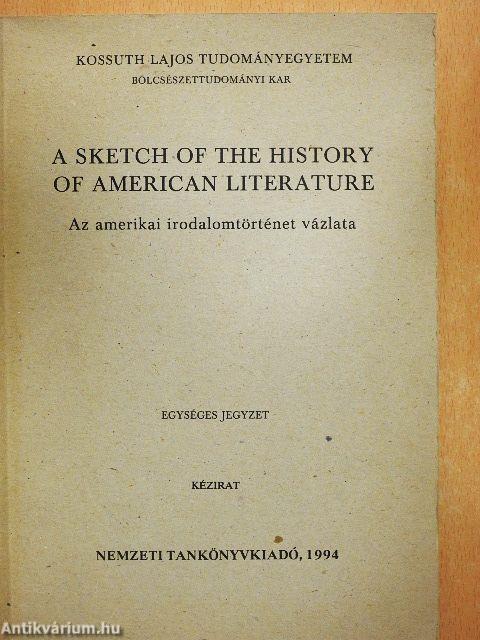 KOSSUTH LAJOS TUDOMÁNYEGYETEM
BÖLCSÉSZETTUDOMÁNYI KAR
A SKETCH OF THE HISTORY
OF AMERICAN LITERATURE
Az amerikai irodalomtörténet vázlata
EGYSÉGES JEGYZET
KÉZIRAT
NEMZETI TANKÖNYVKIADÓ, 1994
Antikvárium.hu